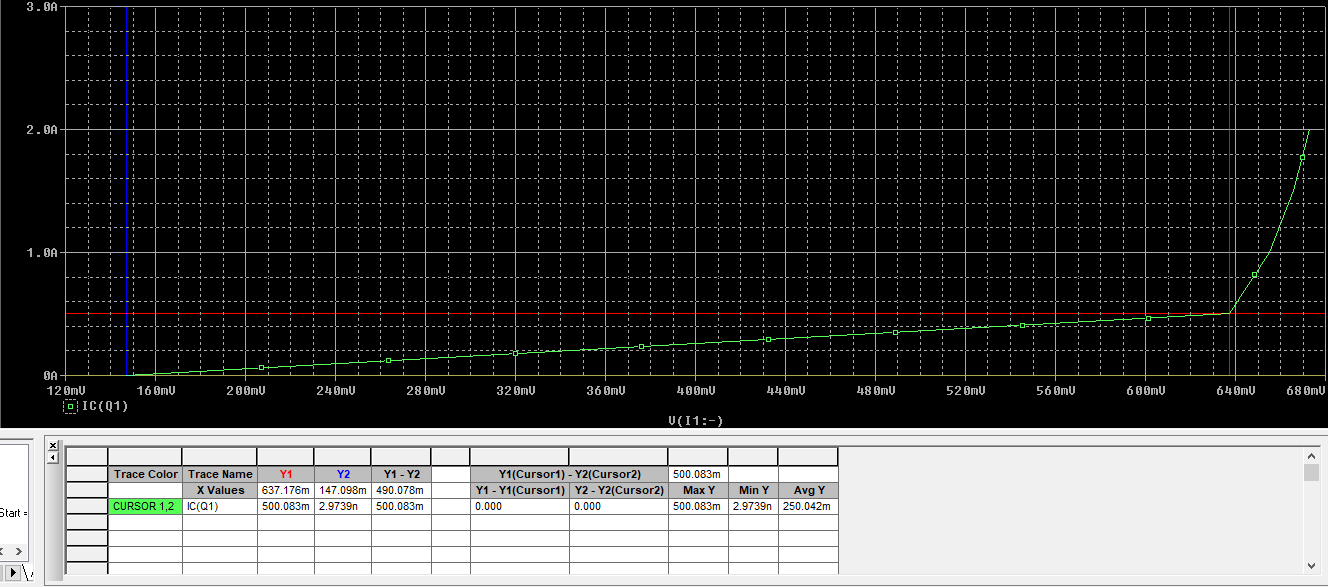 3.0A
2.0A
1.0A
0A
120mV 160mV 200mV 240mV 280mV 320mV 360mV 400mV 440mV 480mV 520mV 560mV 600mV 640mV 680mV
IC(Q1)
V(I1:-)
Trace Color Trace Name Y1 Y2 Y1 - Y2 Y1(Cursor1) - Y2(Cursor2) 500.083m
X Values 637.176m 147.098m 490.078m Y1 - Y1(Cursor1) Y2 - Y2(Cursor2) Max Y Min Y Avg Y
CURSOR 1,2 IC(Q1) 500.083m 2.9739n 500.083m 0.000 0.000 500.083m 2.9739n 250.042m
Start =